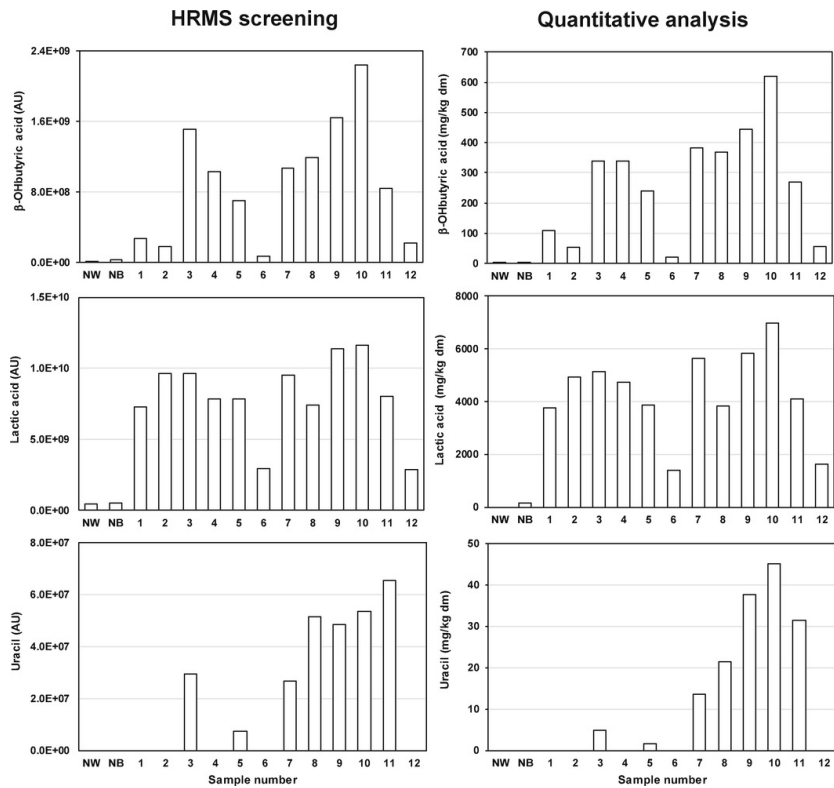 HRMS screening
Quantitative analysis
β-OHbutyric acid (AU)
2.4E+09
1.6E+09
8.0E+08
0.0E+00
NW NB 1 2 3 4 5 6 7 8 9 10 11 12
β-OHbutyric acid (mg/kg dm)
700
600
500
400
300
200
100
0
NW NB 1 2 3 4 5 6 7 8 9 10 11 12
Lactic acid (AU)
1.5E+10
1.0E+10
5.0E+09
0.0E+00
NW NB 1 2 3 4 5 6 7 8 9 10 11 12
Lactic acid (mg/kg dm)
8000
6000
4000
2000
0
NW NB 1 2 3 4 5 6 7 8 9 10 11 12
Uracil (AU)
8.0E+07
6.0E+07
4.0E+07
2.0E+07
0.0E+00
NW NB 1 2 3 4 5 6 7 8 9 10 11 12
Sample number
Uracil (mg/kg dm)
50
40
30
20
10
0
NW NB 1 2 3 4 5 6 7 8 9 10 11 12
Sample number